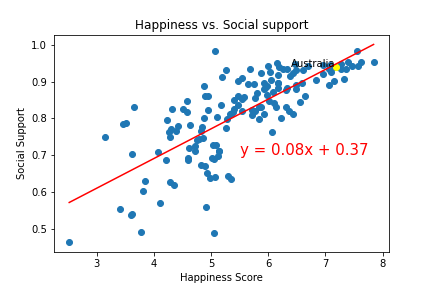 Happiness vs. Social support
1.0
0.9
0.8
0.7
0.6
0.5
Social Support
Australia
y = 0.08x + 0.37
3 4 5 6 7 8
Happiness Score